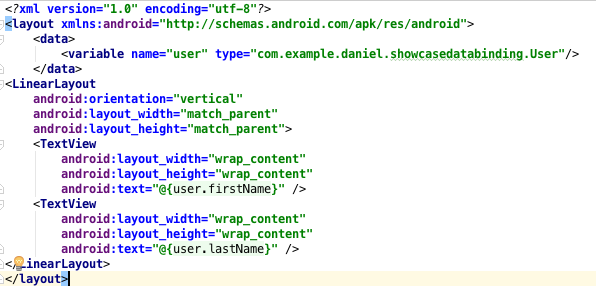 <?xml version="1.0" encoding="utf-8"?>
<layout xmlns:android="http://schemas.android.com/apk/res/android">
    <data>
        <variable name="user" type="com.example.daniel.showcasedatabinding.User"/>
    </data>
<LinearLayout
    android:orientation="vertical"
    android:layout_width="match_parent"
    android:layout_height="match_parent">
    <TextView
        android:layout_width="wrap_content"
        android:layout_height="wrap_content"
        android:text="@{user.firstName}" />
    <TextView
        android:layout_width="wrap_content"
        android:layout_height="wrap_content"
        android:text="@{user.lastName}" />
</LinearLayout>
</layout>